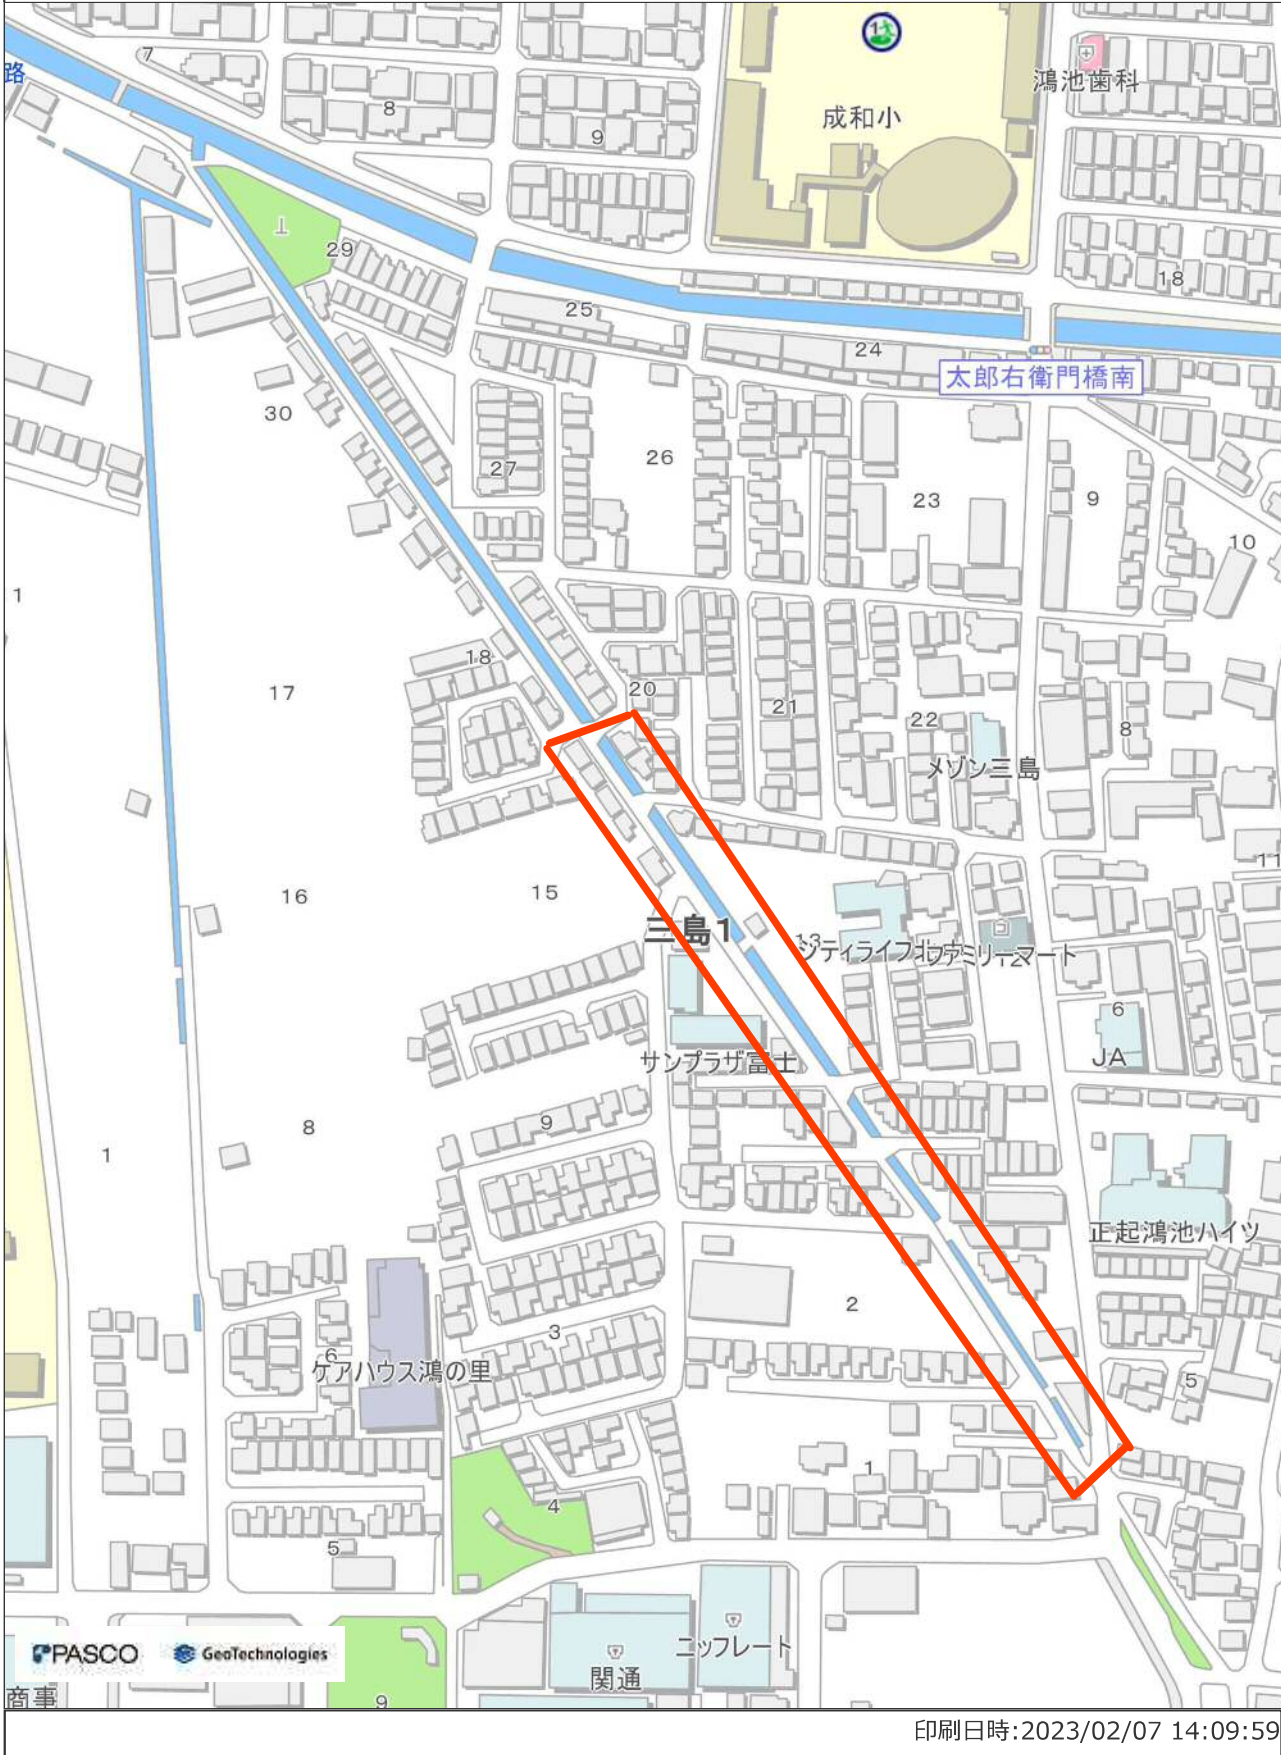 路
7
8
9
成和小
鴻池歯科
18
29
25
24
太郎右衛門橋南
30
27
26
23
9
10
1
18
17
20
21
22
8
メゾン三島
11
16
15
三島1
13
シティライフ北
ファミリーマート
6
サンプラザ富士
JA
8
9
1
正起鴻池ハイツ
2
3
6
ケアハウス鴻の里
5
1
4
5
PASCO
GeoTechnologies
ニッフレート
関通
商事
9
印刷日時:2023/02/07 14:09:59